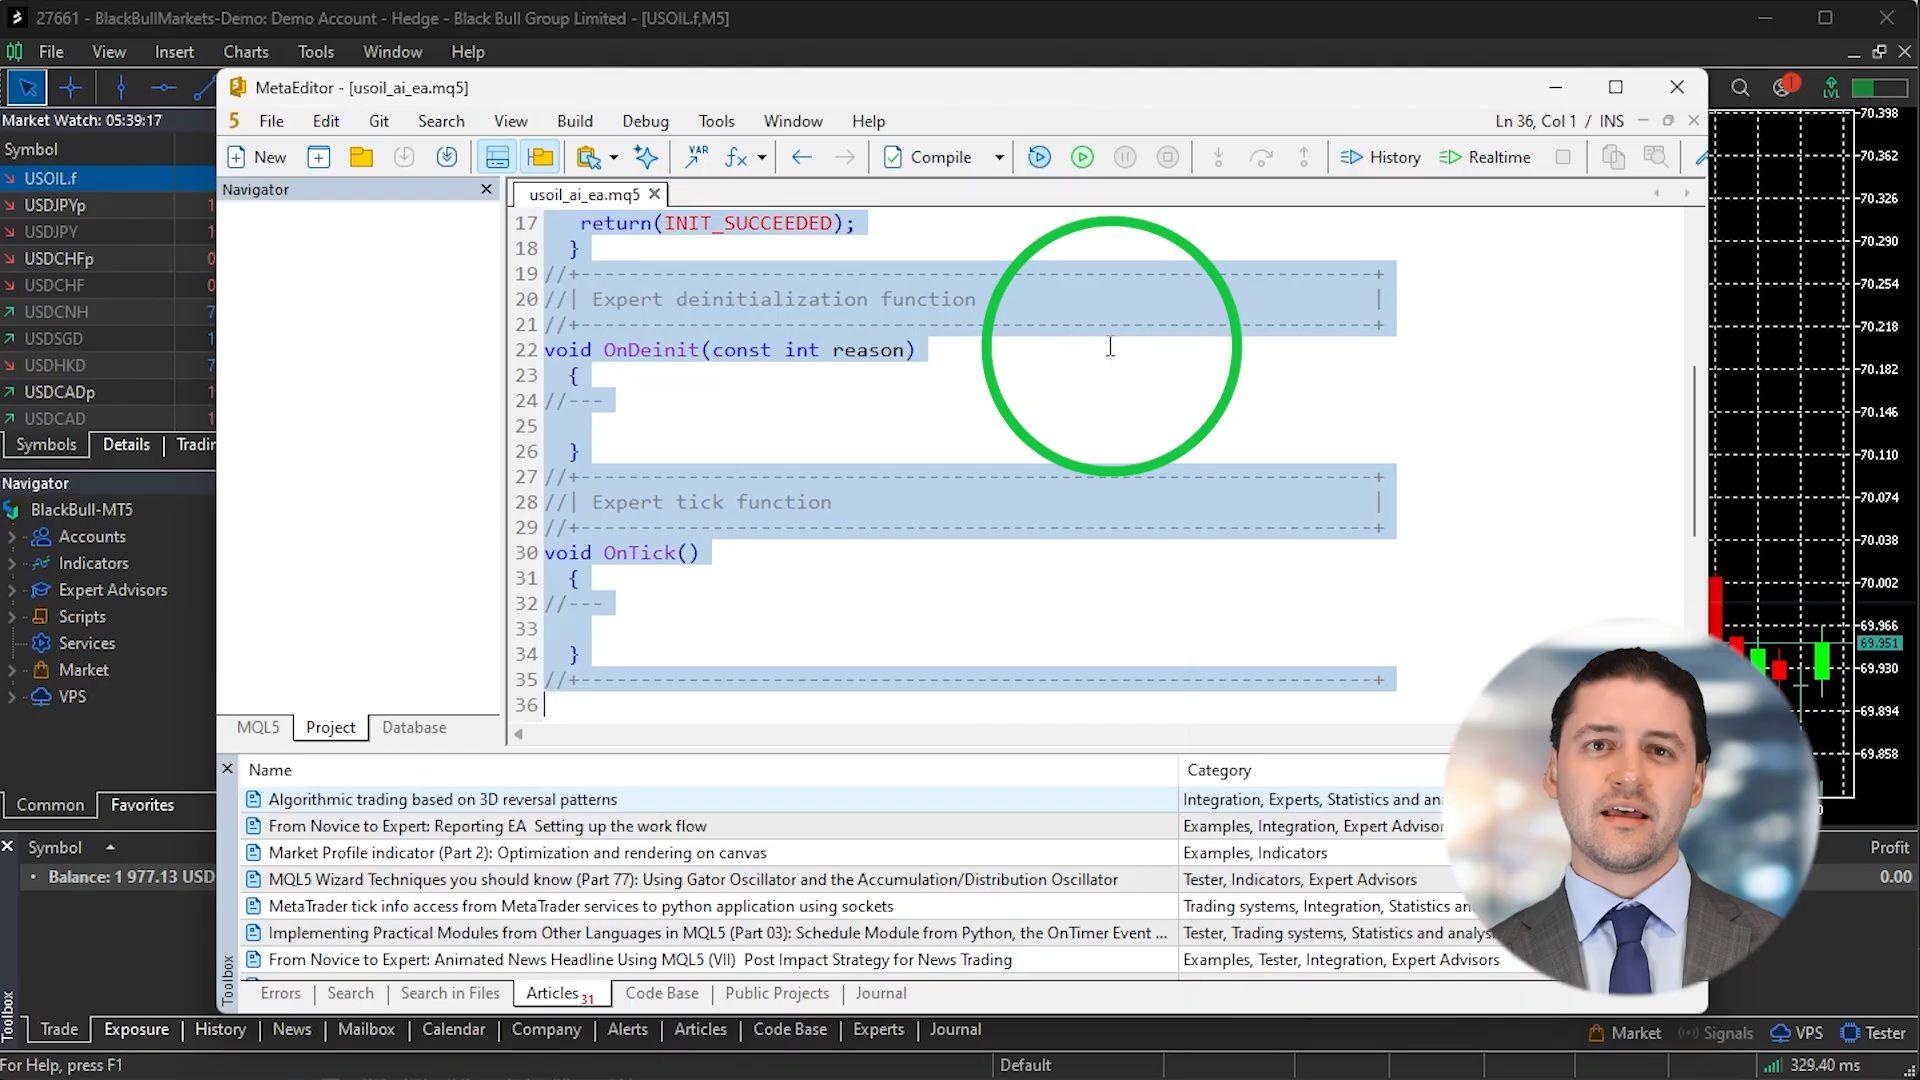 27661 - BlackBullMarkets-Demo: Demo Account - Hedge - Black Bull Group Limited - [USOIL.f,M5]
File View Insert Charts Tools Window Help
LVL
Market Watch: 05:39:17
Symbol
USOIL.f
USDJPYp
USDJPY
USDCHFp
USDCHF
USDCNH
USDSGD
USDHKD
USDCADp
USDCAD
Symbols Details
Navigator
BlackBull-MT5
Accounts
Indicators
Expert Advisors
Scripts
Services
Market
VPS
Common Favorites
MetaEditor - [usoil_ai_ea.mq5]
5 File Edit Git Search View Build Debug Tools Window Help Ln 36, Col 1 / INS
New VAR Compile History Realtime
Navigator
MQL5 Project Database
usoil_ai_ea.mq5
17 return(INIT_SUCCEEDED);
18 }
19 //+------------------------------------------------------------------+
20 //| Expert deinitialization function |
21 //+------------------------------------------------------------------+
22 void OnDeinit(const int reason)
23 {
24 //---
25
26 }
27 //+------------------------------------------------------------------+
28 //| Expert tick function |
29 //+------------------------------------------------------------------+
30 void OnTick()
31 {
32 //---
33
34 }
35 //+------------------------------------------------------------------+
36
Name Category
Algorithmic trading based on 3D reversal patterns Integration, Experts, Statistics and
From Novice to Expert: Reporting EA Setting up the work flow Examples, Integration, Expert
Market Profile indicator (Part 2): Optimization and rendering on canvas Examples, Indicators
MQL5 Wizard Techniques you should know (Part 77): Using Gator Oscillator and the Accumulation/Distribution Oscillator Tester, Indicators, Expert Advisors
MetaTrader tick info access from MetaTrader services to python application using sockets Trading systems, Integration, Statistics
Implementing Practical Modules from Other Languages in MQL5 (Part 03): Schedule Module from Python, the OnTimer Event ... Tester, Trading systems, Statistics and
From Novice to Expert: Animated News Headline Using MQL5 (VII) Post Impact Strategy for News Trading Examples, Tester, Integration, Expert Advisors
Toolbox
Errors Search Search in Files Articles 31 Code Base Public Projects Journal
70.398
70.362
70.326
70.290
70.254
70.218
70.182
70.146
70.110
70.074
70.038
70.002
69.966
69.951
69.930
69.894
69.858
Symbol Profit
Balance: 1 977.13 USD 0.00
Toolbox
Trade Exposure History News Mailbox Calendar Company Alerts Articles Code Base Experts Journal Market Signals VPS Tester
For Help, press F1 Default 329.40 ms